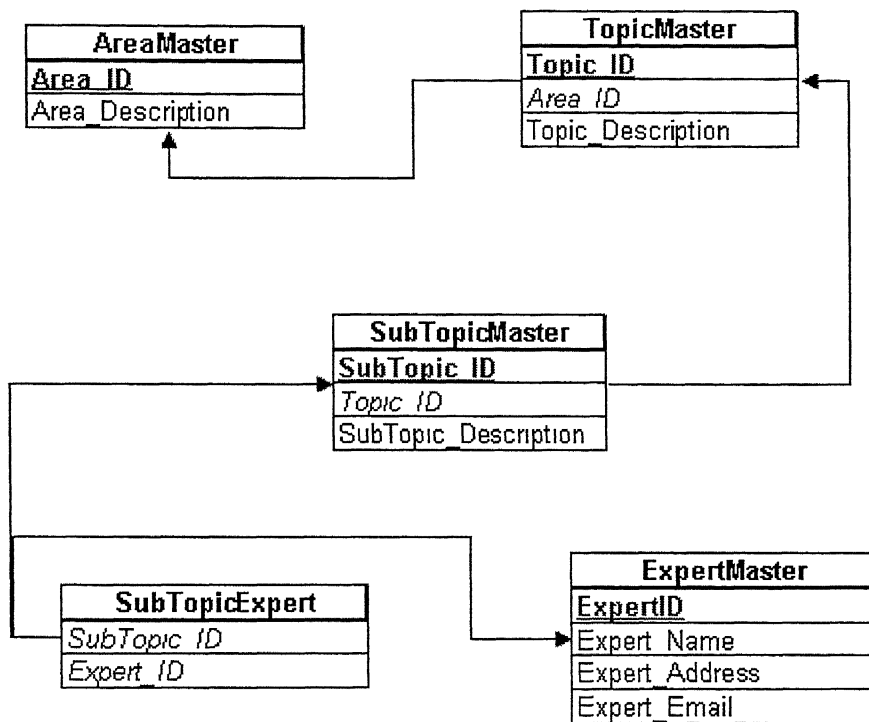 AreaMaster
Area_ID
Area_Description
TopicMaster
Topic_ID
Area_ID
Topic_Description
SubTopicMaster
SubTopic_ID
Topic_ID
SubTopic_Description
SubTopicExpert
SubTopic_ID
Expert_ID
ExpertMaster
ExpertID
Expert_Name
Expert_Address
Expert_Email